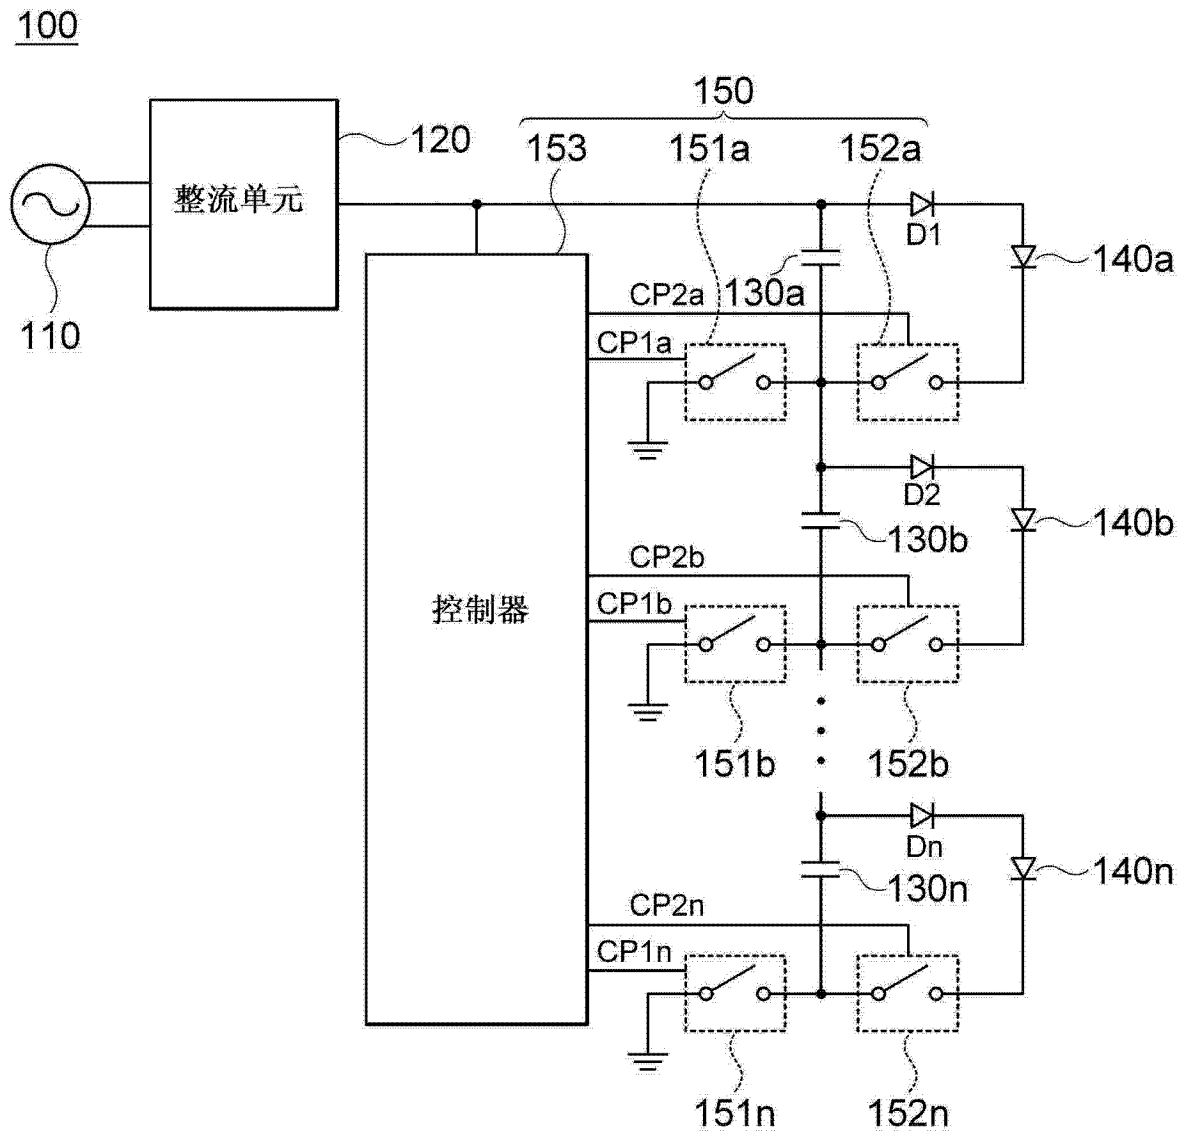 100
150
120
153
151a
152a
整流单元
D1
140a
110
CP2a
130a
CP1a
D2
130b
140b
CP2b
控制器
CP1b
151b
152b
Dn
130n
140n
CP2n
CP1n
151n
152n